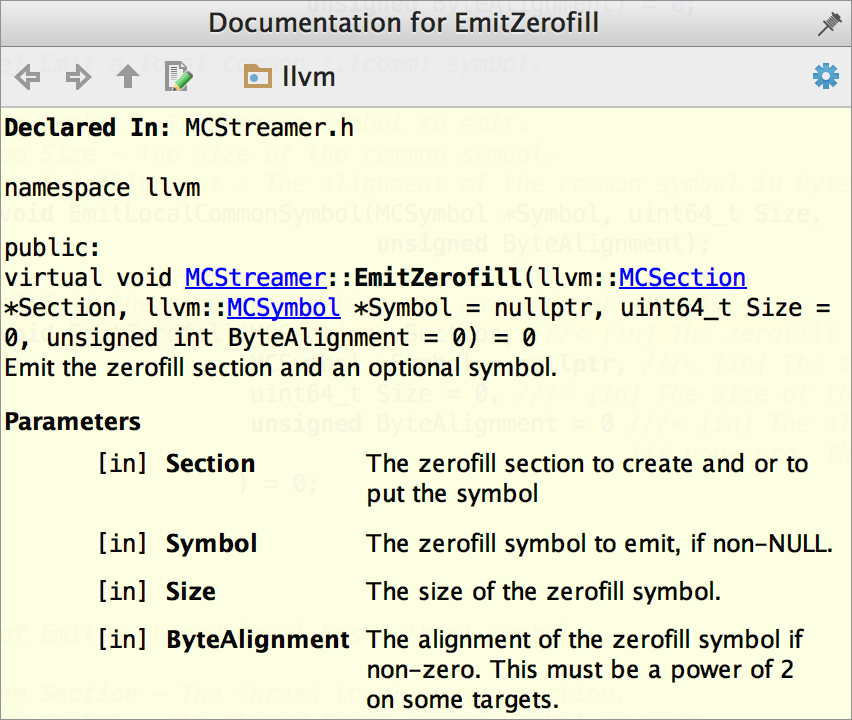 Documentation for EmitZerofill
llvm
Declared In: MCStreamer.h
namespace llvm
public:
virtual void MCStreamer::EmitZerofill(llvm::MCSection
*Section, llvm::MCSymbol *Symbol = nullptr, uint64_t Size =
0, unsigned int ByteAlignment = 0) = 0
Emit the zerofill section and an optional symbol.
Parameters
[in] Section The zerofill section to create and or to
put the symbol
[in] Symbol The zerofill symbol to emit, if non-NULL.
[in] Size The size of the zerofill symbol.
[in] ByteAlignment The alignment of the zerofill symbol if
non-zero. This must be a power of 2
on some targets.